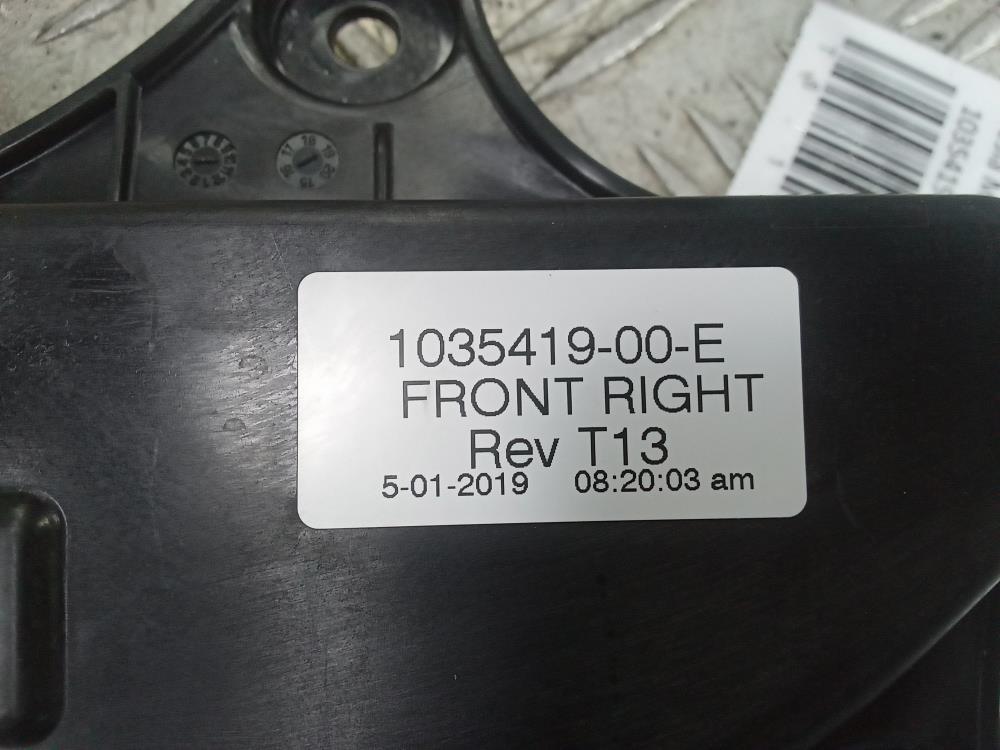 1035419-00-E
FRONT RIGHT
Rev T13
5-01-2019 08:20:03 am